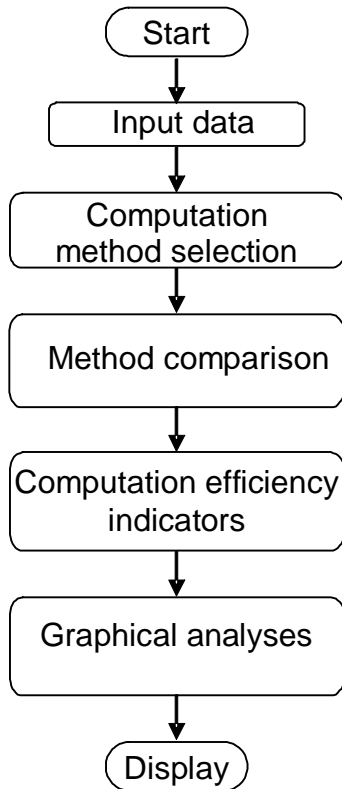 Start
Input data
Computation
method selection
Method comparison
Computation efficiency
indicators
Graphical analyses
Display